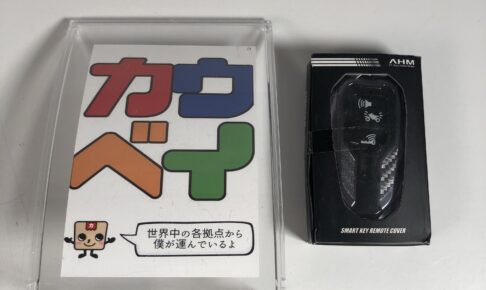 カウ
ベイ
カ
世界中の各拠点から
僕が運んでいるよ
AHM
SMART KEY REMOTE COVER